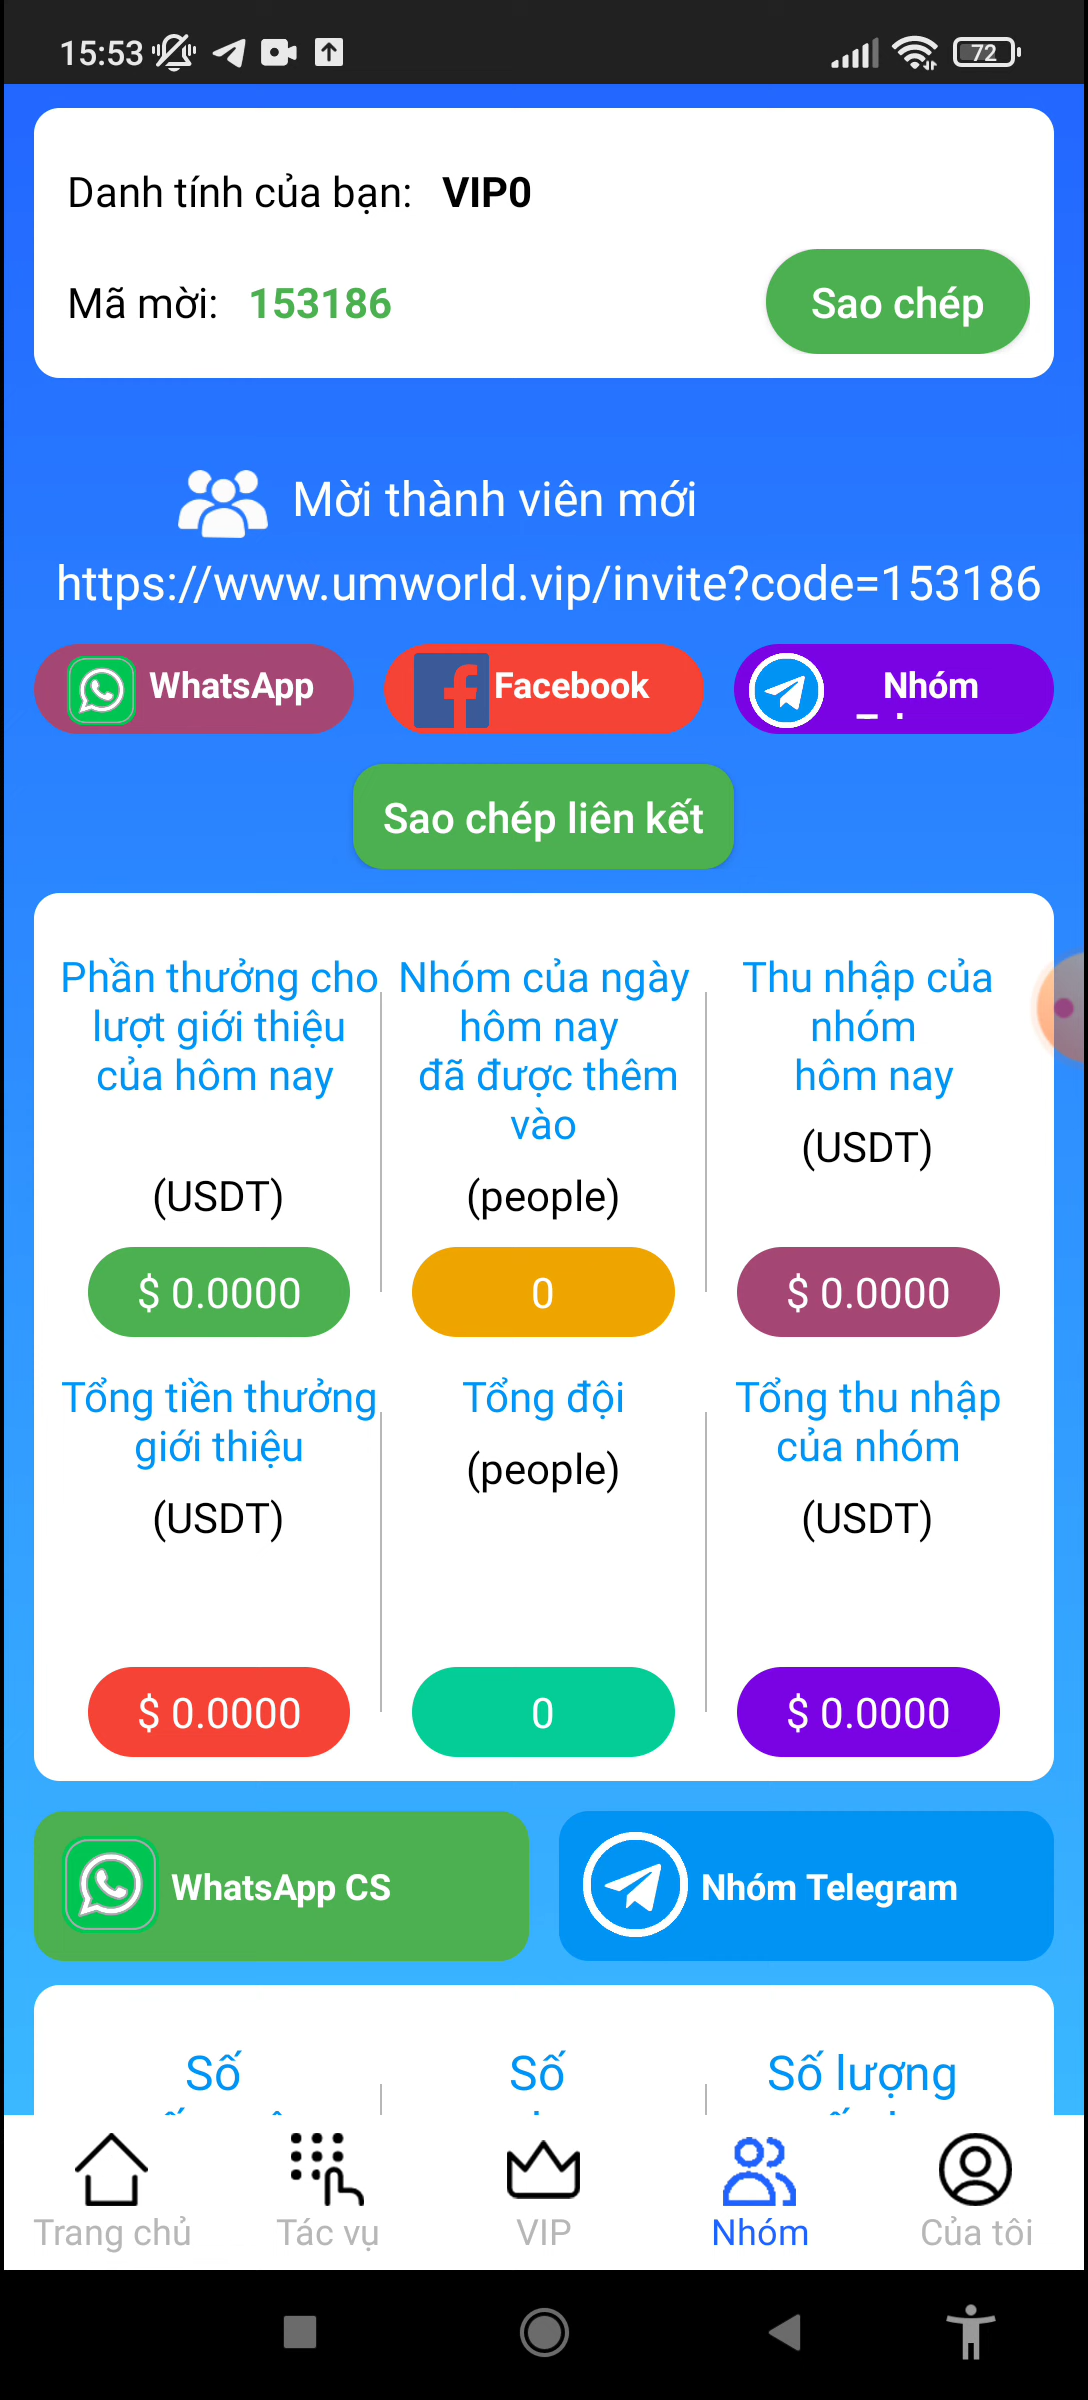 15:53
72
Danh tính của bạn: VIP0
Mã mời: 153186
Sao chép
Mời thành viên mới
https://www.umworld.vip/invite?code=153186
WhatsApp
Facebook
Nhóm
Sao chép liên kết
Phần thưởng cho
lượt giới thiệu
của hôm nay
(USDT)
$ 0.0000
Nhóm của ngày
hôm nay
đã được thêm
vào
(people)
0
Thu nhập của
nhóm
hôm nay
(USDT)
$ 0.0000
Tổng tiền thưởng
giới thiệu
(USDT)
$ 0.0000
Tổng đội
(people)
0
Tổng thu nhập
của nhóm
(USDT)
$ 0.0000
WhatsApp CS
Nhóm Telegram
Số
Số
Số lượng
Trang chủ
Tác vụ
VIP
Nhóm
Của tôi